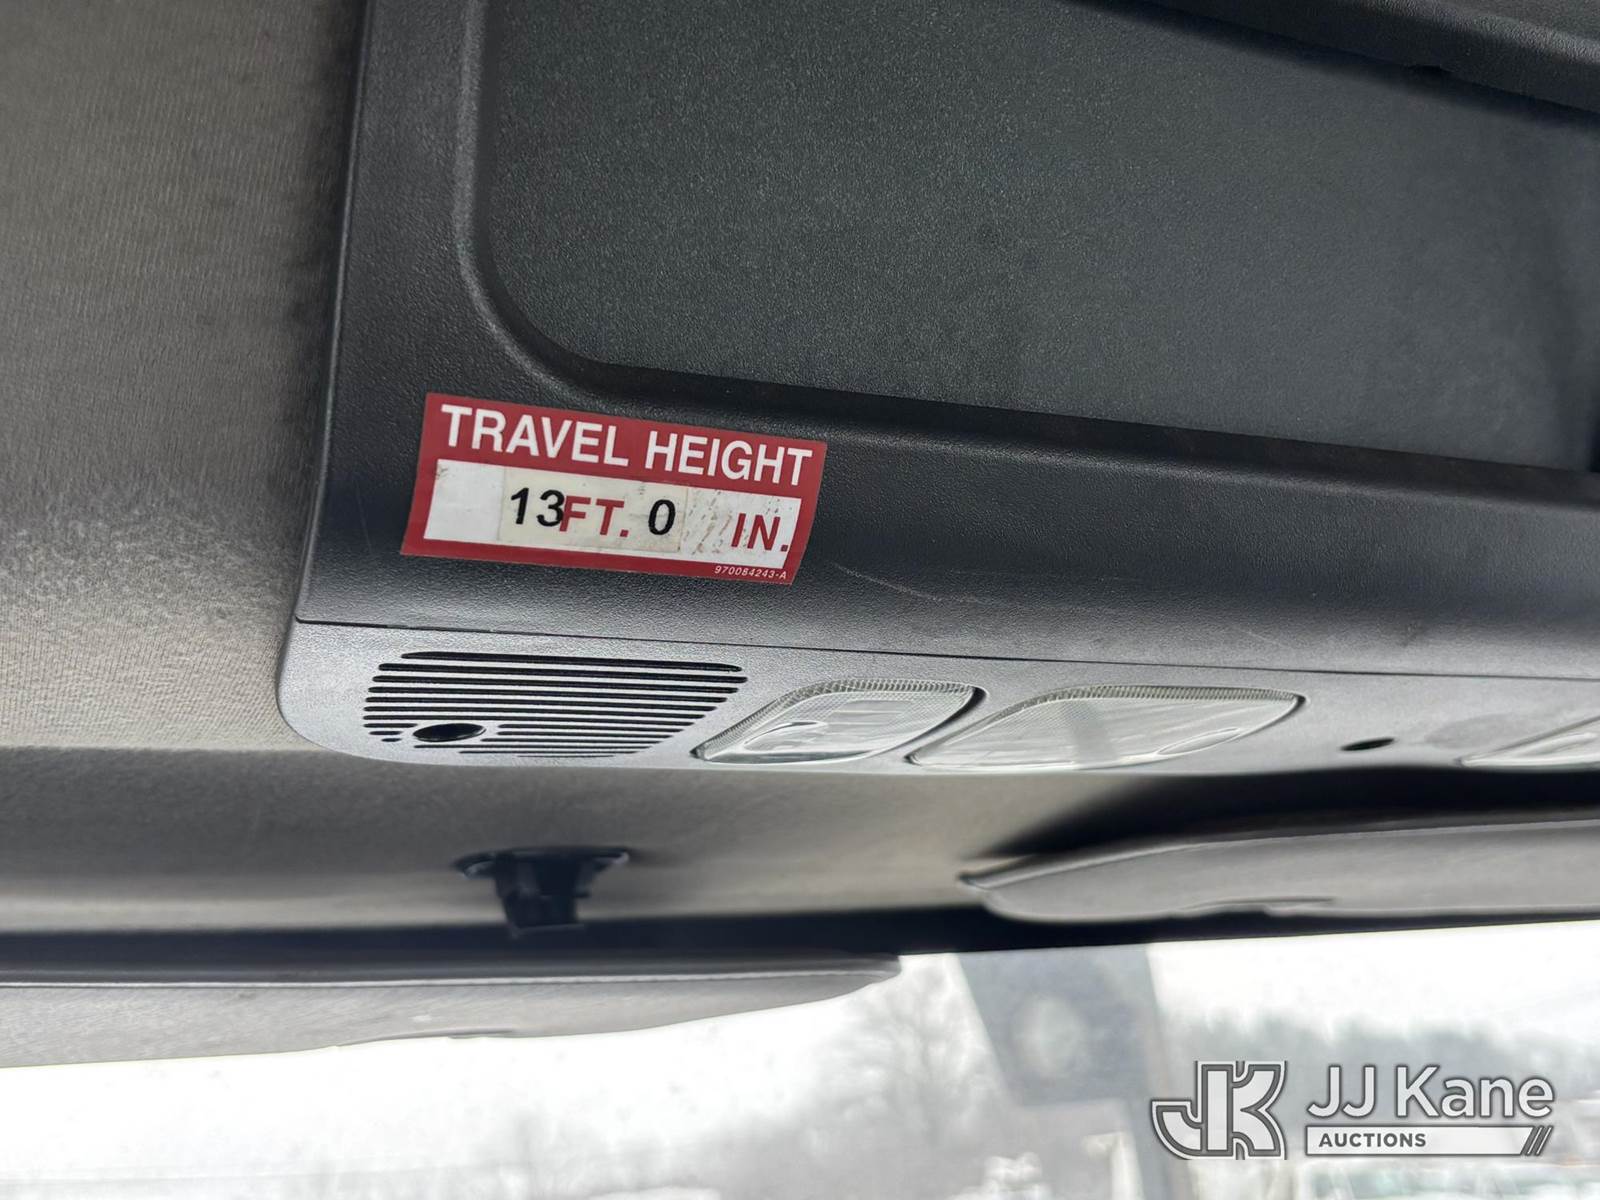 TRAVEL HEIGHT
13 FT. 0 IN.
970084243-A
JJ Kane
AUCTIONS